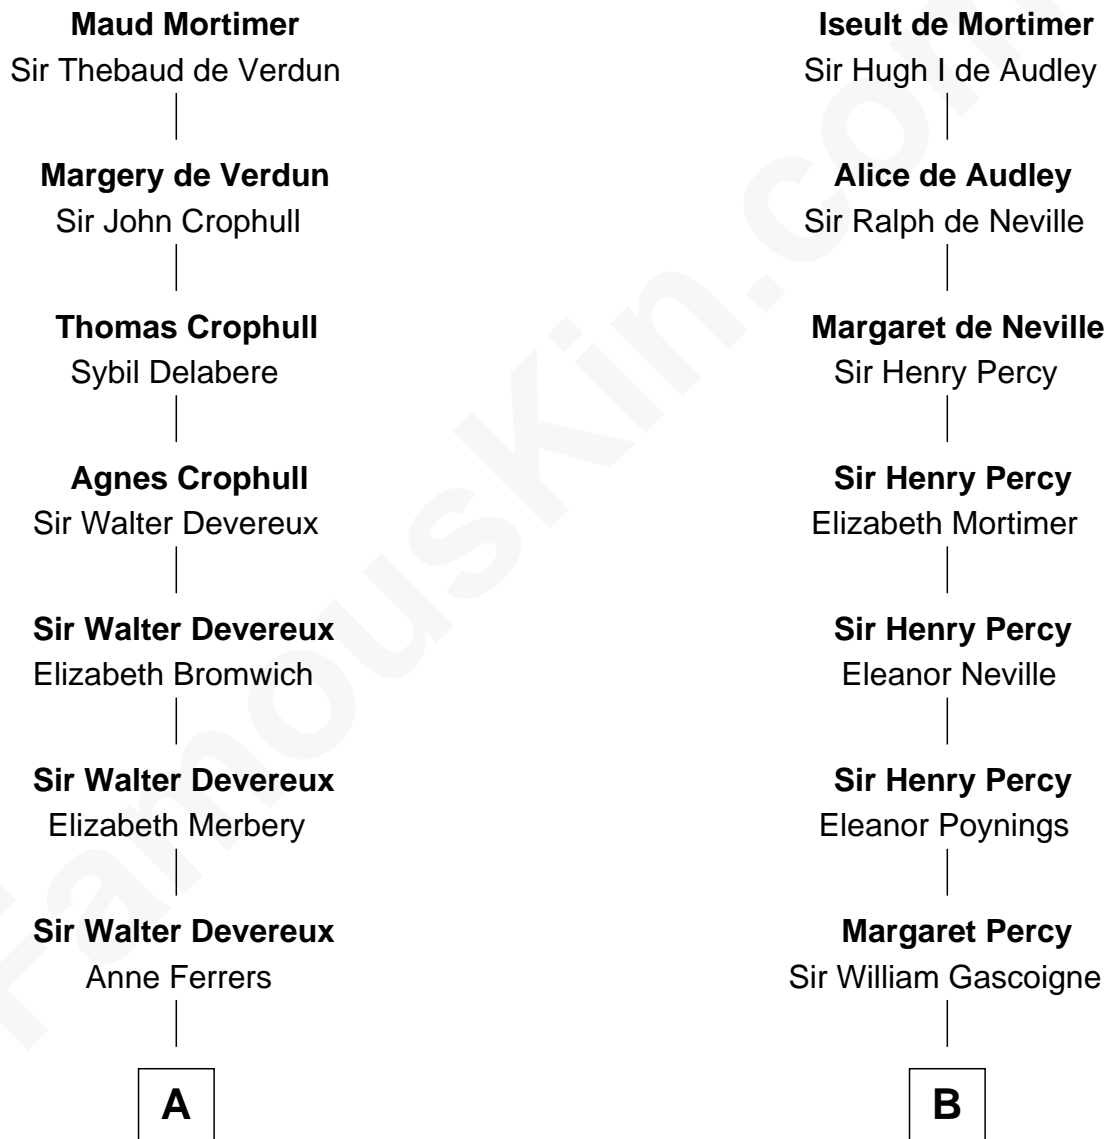 Maud Mortimer
Sir Thebaud de Verdun
Margery de Verdun
Sir John Crophull
Thomas Crophull
Sybil Delabere
Agnes Crophull
Sir Walter Devereux
Sir Walter Devereux
Elizabeth Bromwich
Sir Walter Devereux
Elizabeth Merbery
Sir Walter Devereux
Anne Ferrers
A
Iseult de Mortimer
Sir Hugh I de Audley
Alice de Audley
Sir Ralph de Neville
Margaret de Neville
Sir Henry Percy
Sir Henry Percy
Elizabeth Mortimer
Sir Henry Percy
Eleanor Neville
Sir Henry Percy
Eleanor Poynings
Margaret Percy
Sir William Gascoigne
B
FamousKin.com